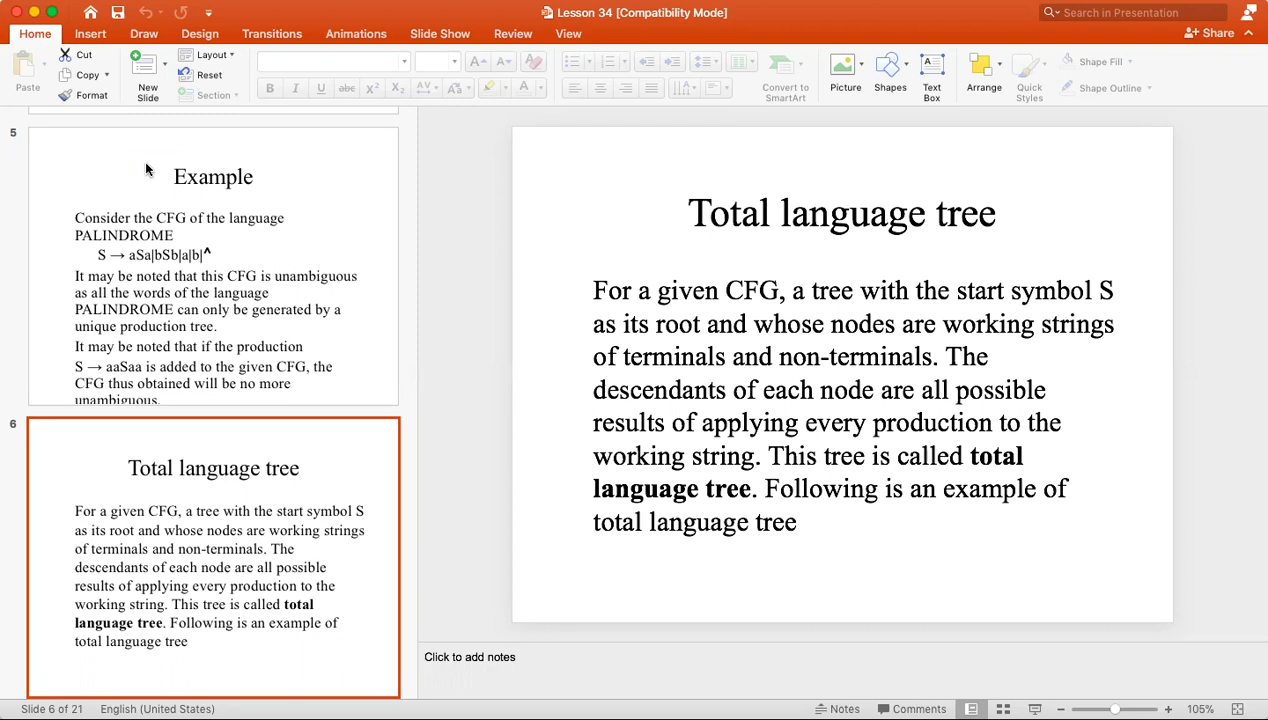 Lesson 34 [Compatibility Mode]
Search in Presentation
Home Insert Draw Design Transitions Animations Slide Show Review View
Share
Paste
Cut
Copy
Format
New
Slide
Layout
Reset
Section
B I U abc X² X₂ AV Aa
A
Convert to
SmartArt
Picture
Shapes
Text
Box
Arrange
Quick
Styles
Shape Fill
Shape Outline
5
Example
Consider the CFG of the language
PALINDROME
S → aSa|bSb|a|b|^
It may be noted that this CFG is unambiguous
as all the words of the language
PALINDROME can only be generated by a
unique production tree.
It may be noted that if the production
S → aaSaa is added to the given CFG, the
CFG thus obtained will be no more
unambiguous.
6
Total language tree
For a given CFG, a tree with the start symbol S
as its root and whose nodes are working strings
of terminals and non-terminals. The
descendants of each node are all possible
results of applying every production to the
working string. This tree is called total
language tree. Following is an example of
total language tree
Total language tree
For a given CFG, a tree with the start symbol S
as its root and whose nodes are working strings
of terminals and non-terminals. The
descendants of each node are all possible
results of applying every production to the
working string. This tree is called total
language tree. Following is an example of
total language tree
Click to add notes
Slide 6 of 21 English (United States)
Notes Comments 105%